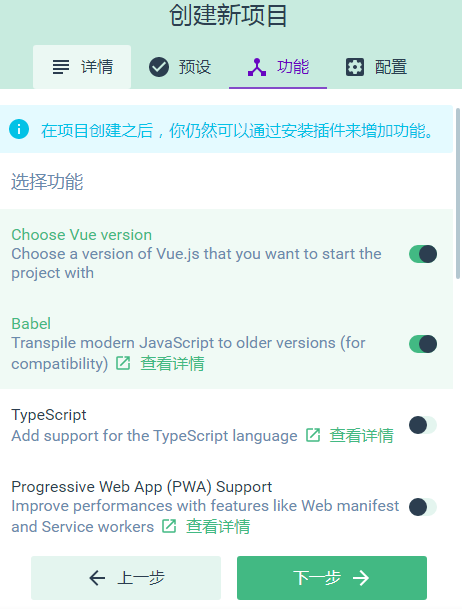 创建新项目
详情 预设 功能 配置
在项目创建之后，你仍然可以通过安装插件来增加功能。
选择功能
Choose Vue version
Choose a version of Vue.js that you want to start the
project with
Babel
Transpile modern JavaScript to older versions (for
compatibility) 查看详情
TypeScript
Add support for the TypeScript language 查看详情
Progressive Web App (PWA) Support
Improve performances with features like Web manifest
and Service workers 查看详情
上一步 下一步